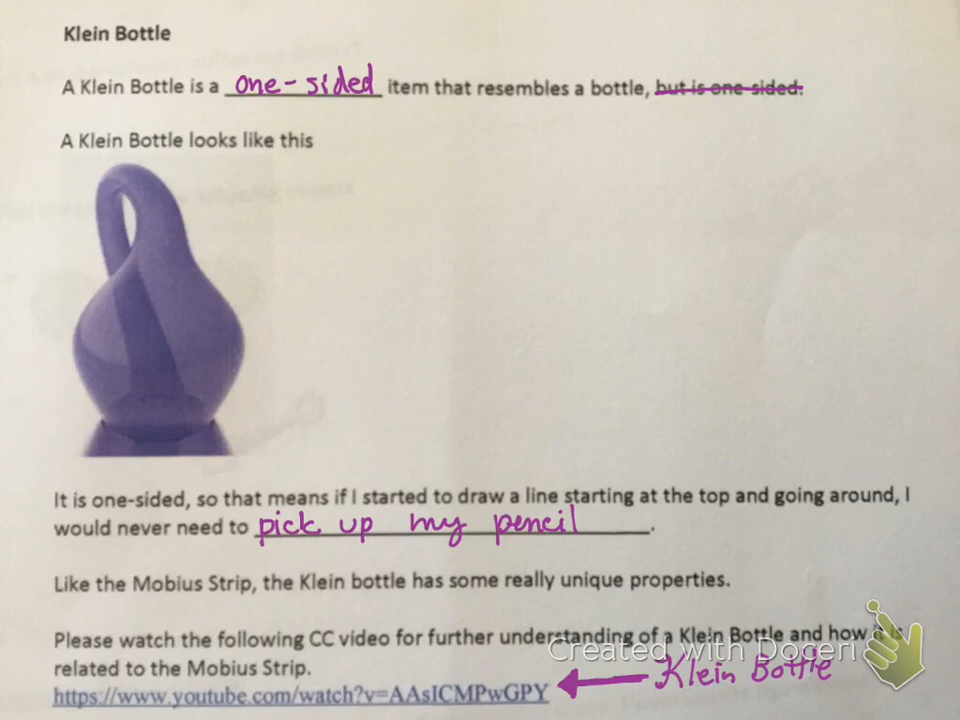 Klein Bottle
A Klein Bottle is a one-sided item that resembles a bottle, but is one-sided.
A Klein Bottle looks like this
It is one-sided, so that means if I started to draw a line starting at the top and going around, I
would never need to pick up my pencil.
Like the Mobius Strip, the Klein bottle has some really unique properties.
Please watch the following CC video for further understanding of a Klein Bottle and how it is
Created with Doceri
related to the Mobius Strip.
https://www.youtube.com/watch?v=AAsICMPwGPY Klein Bottle